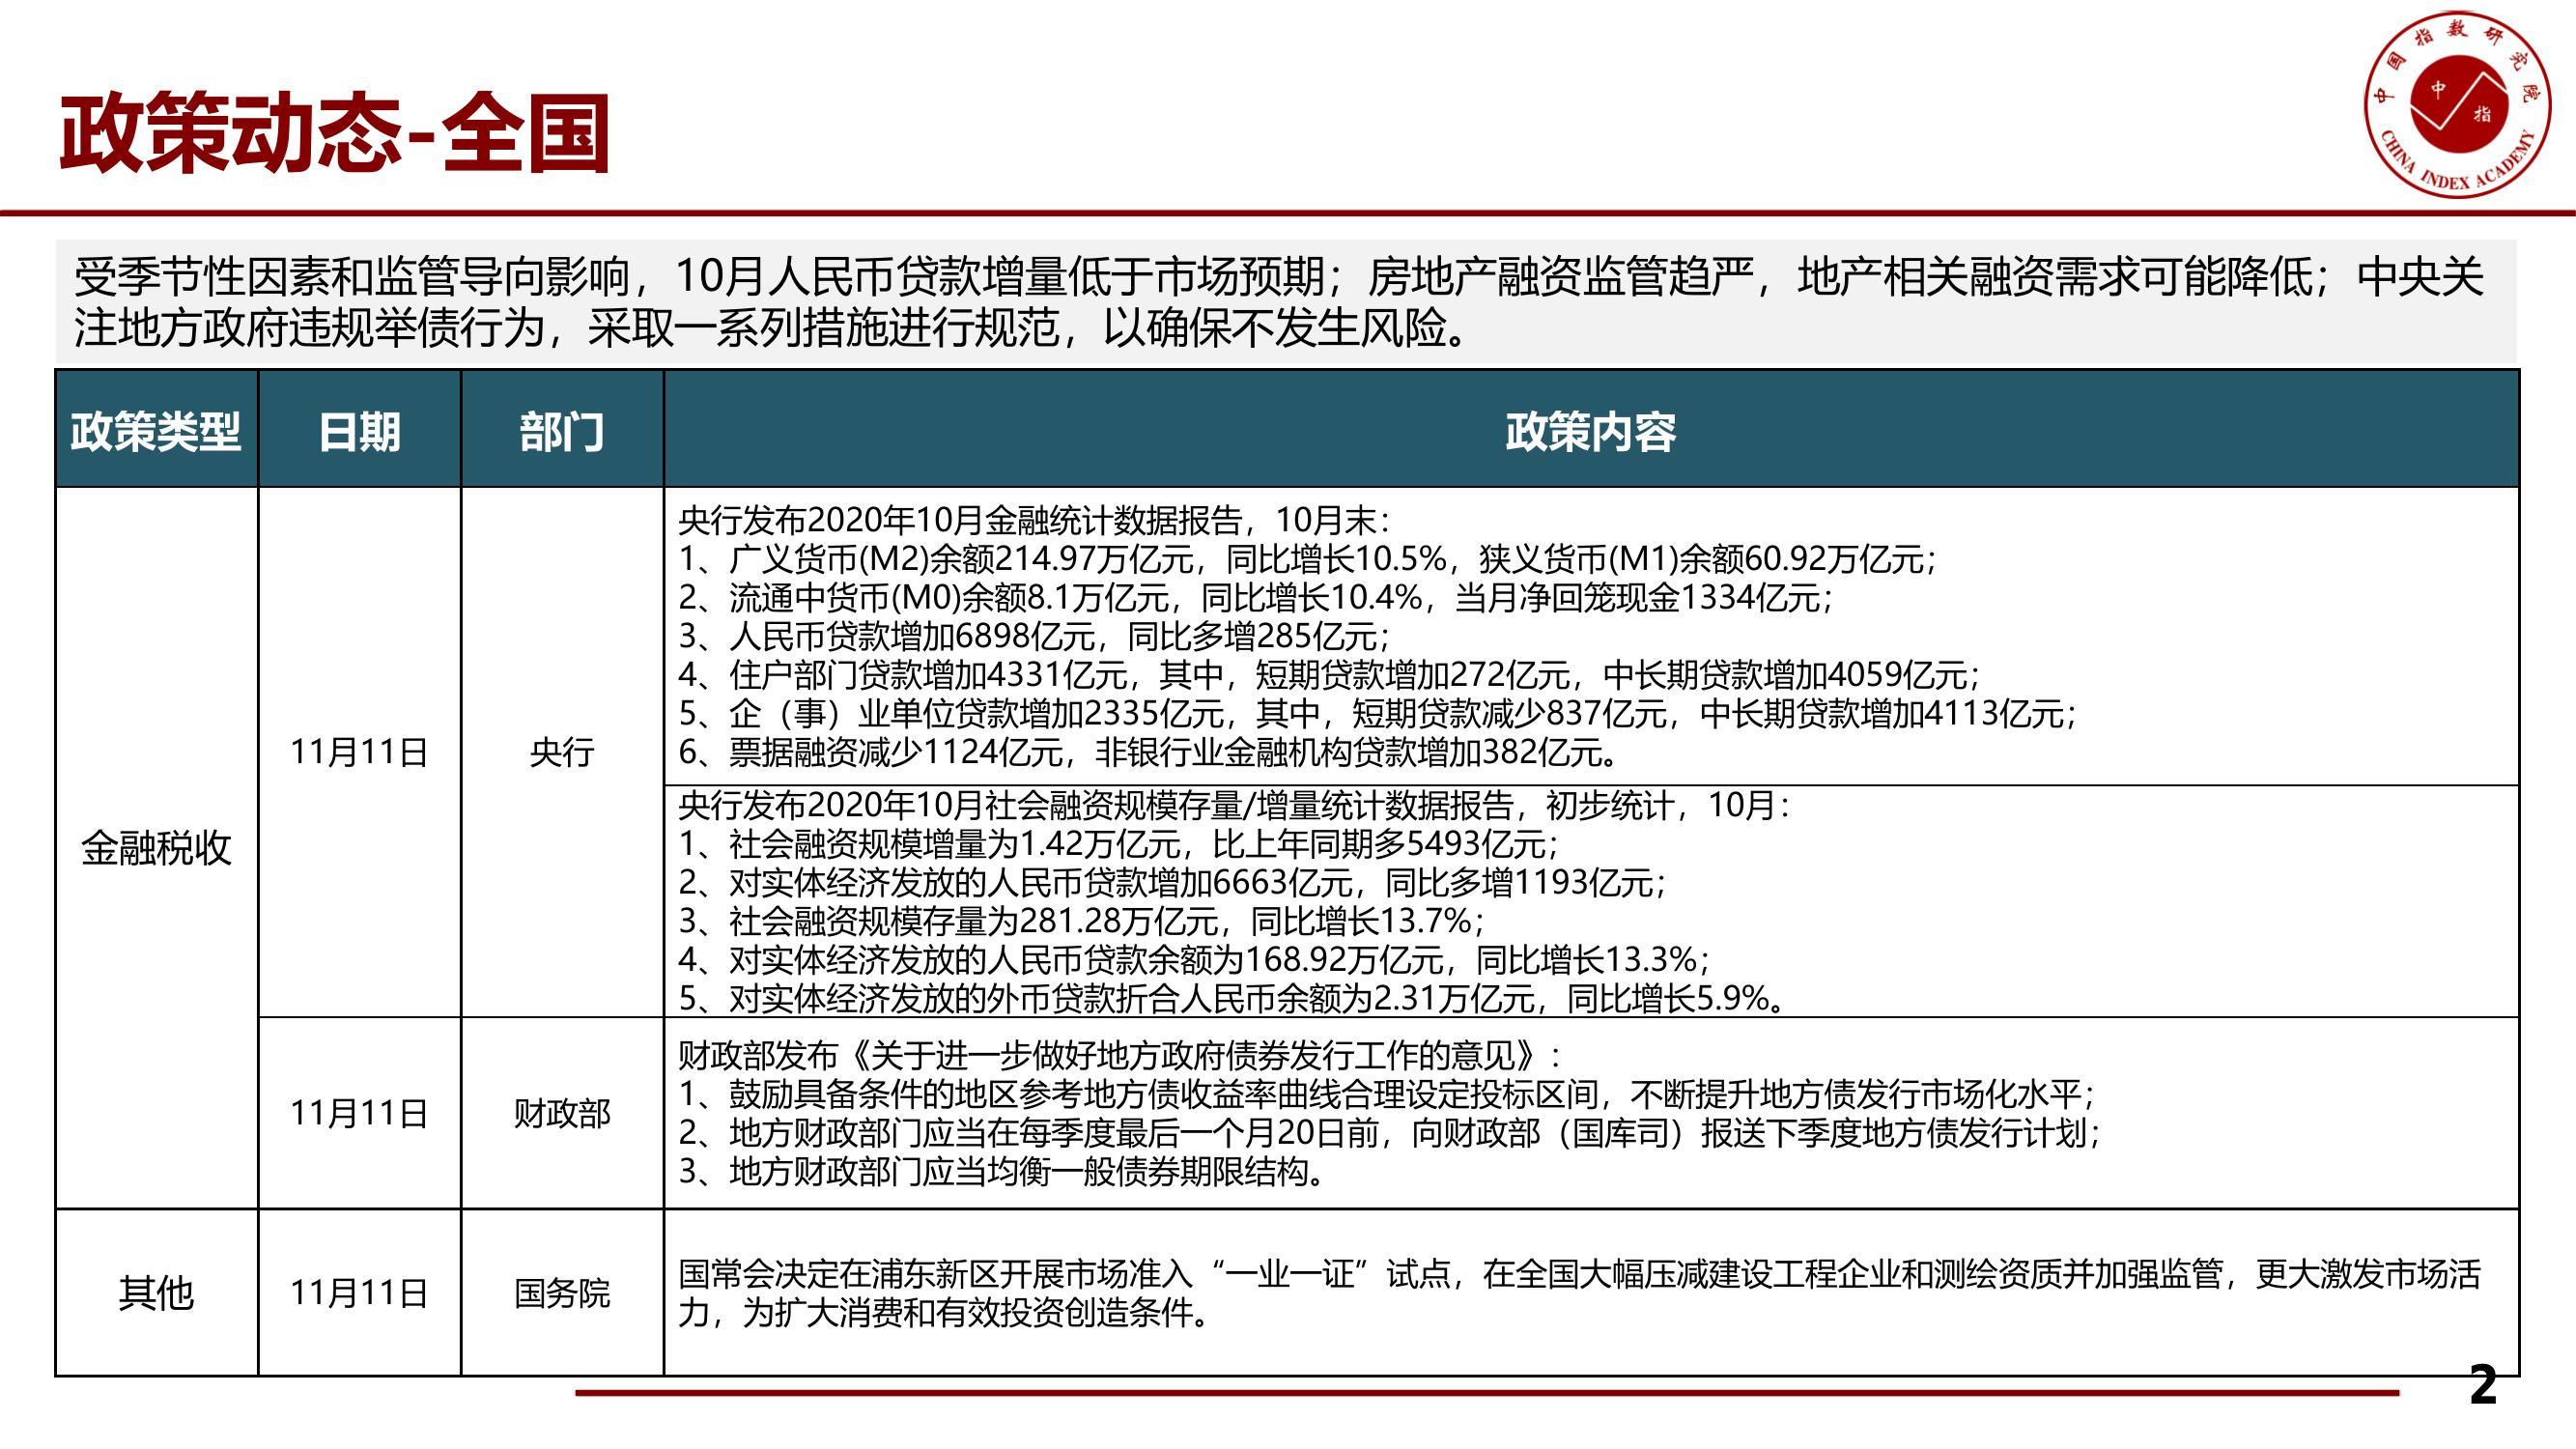 政策动态-全国
中国指数研究院
中
指
CHINA INDEX ACADEMY
受季节性因素和监管导向影响，10月人民币贷款增量低于市场预期；房地产融资监管趋严，地产相关融资需求可能降低；中央关
注地方政府违规举债行为，采取一系列措施进行规范，以确保不发生风险。
政策类型 日期 部门 政策内容
金融税收
11月11日
央行
央行发布2020年10月金融统计数据报告，10月末：
1、广义货币(M2)余额214.97万亿元，同比增长10.5%，狭义货币(M1)余额60.92万亿元；
2、流通中货币(M0)余额8.1万亿元，同比增长10.4%，当月净回笼现金1334亿元；
3、人民币贷款增加6898亿元，同比多增285亿元；
4、住户部门贷款增加4331亿元，其中，短期贷款增加272亿元，中长期贷款增加4059亿元；
5、企（事）业单位贷款增加2335亿元，其中，短期贷款减少837亿元，中长期贷款增加4113亿元；
6、票据融资减少1124亿元，非银行业金融机构贷款增加382亿元。
央行发布2020年10月社会融资规模存量/增量统计数据报告，初步统计，10月：
1、社会融资规模增量为1.42万亿元，比上年同期多5493亿元；
2、对实体经济发放的人民币贷款增加6663亿元，同比多增1193亿元；
3、社会融资规模存量为281.28万亿元，同比增长13.7%；
4、对实体经济发放的人民币贷款余额为168.92万亿元，同比增长13.3%；
5、对实体经济发放的外币贷款折合人民币余额为2.31万亿元，同比增长5.9%。
11月11日
财政部
财政部发布《关于进一步做好地方政府债券发行工作的意见》：
1、鼓励具备条件的地区参考地方债收益率曲线合理设定投标区间，不断提升地方债发行市场化水平；
2、地方财政部门应当在每季度最后一个月20日前，向财政部（国库司）报送下季度地方债发行计划；
3、地方财政部门应当均衡一般债券期限结构。
其他
11月11日
国务院
国常会决定在浦东新区开展市场准入“一业一证”试点，在全国大幅压减建设工程企业和测绘资质并加强监管，更大激发市场活
力，为扩大消费和有效投资创造条件。
2